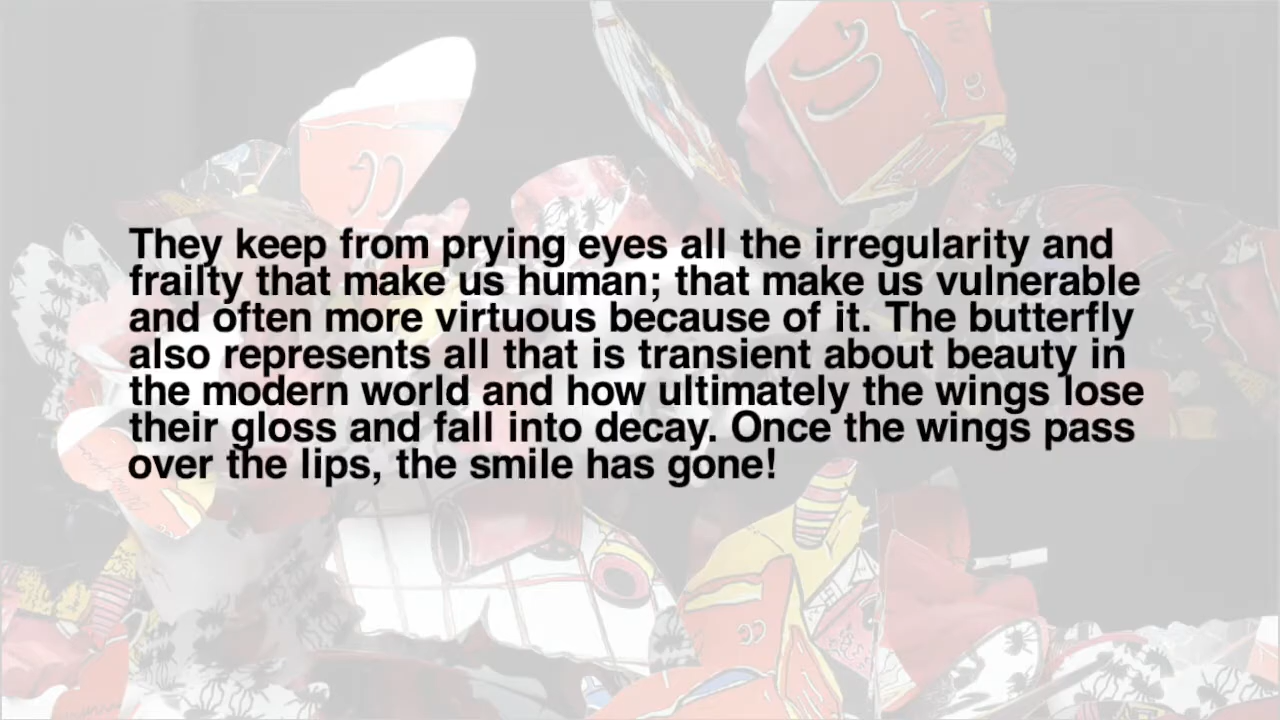 They keep from prying eyes all the irregularity and
frailty that make us human; that make us vulnerable
and often more virtuous because of it. The butterfly
also represents all that is transient about beauty in
the modern world and how ultimately the wings lose
their gloss and fall into decay. Once the wings pass
over the lips, the smile has gone!